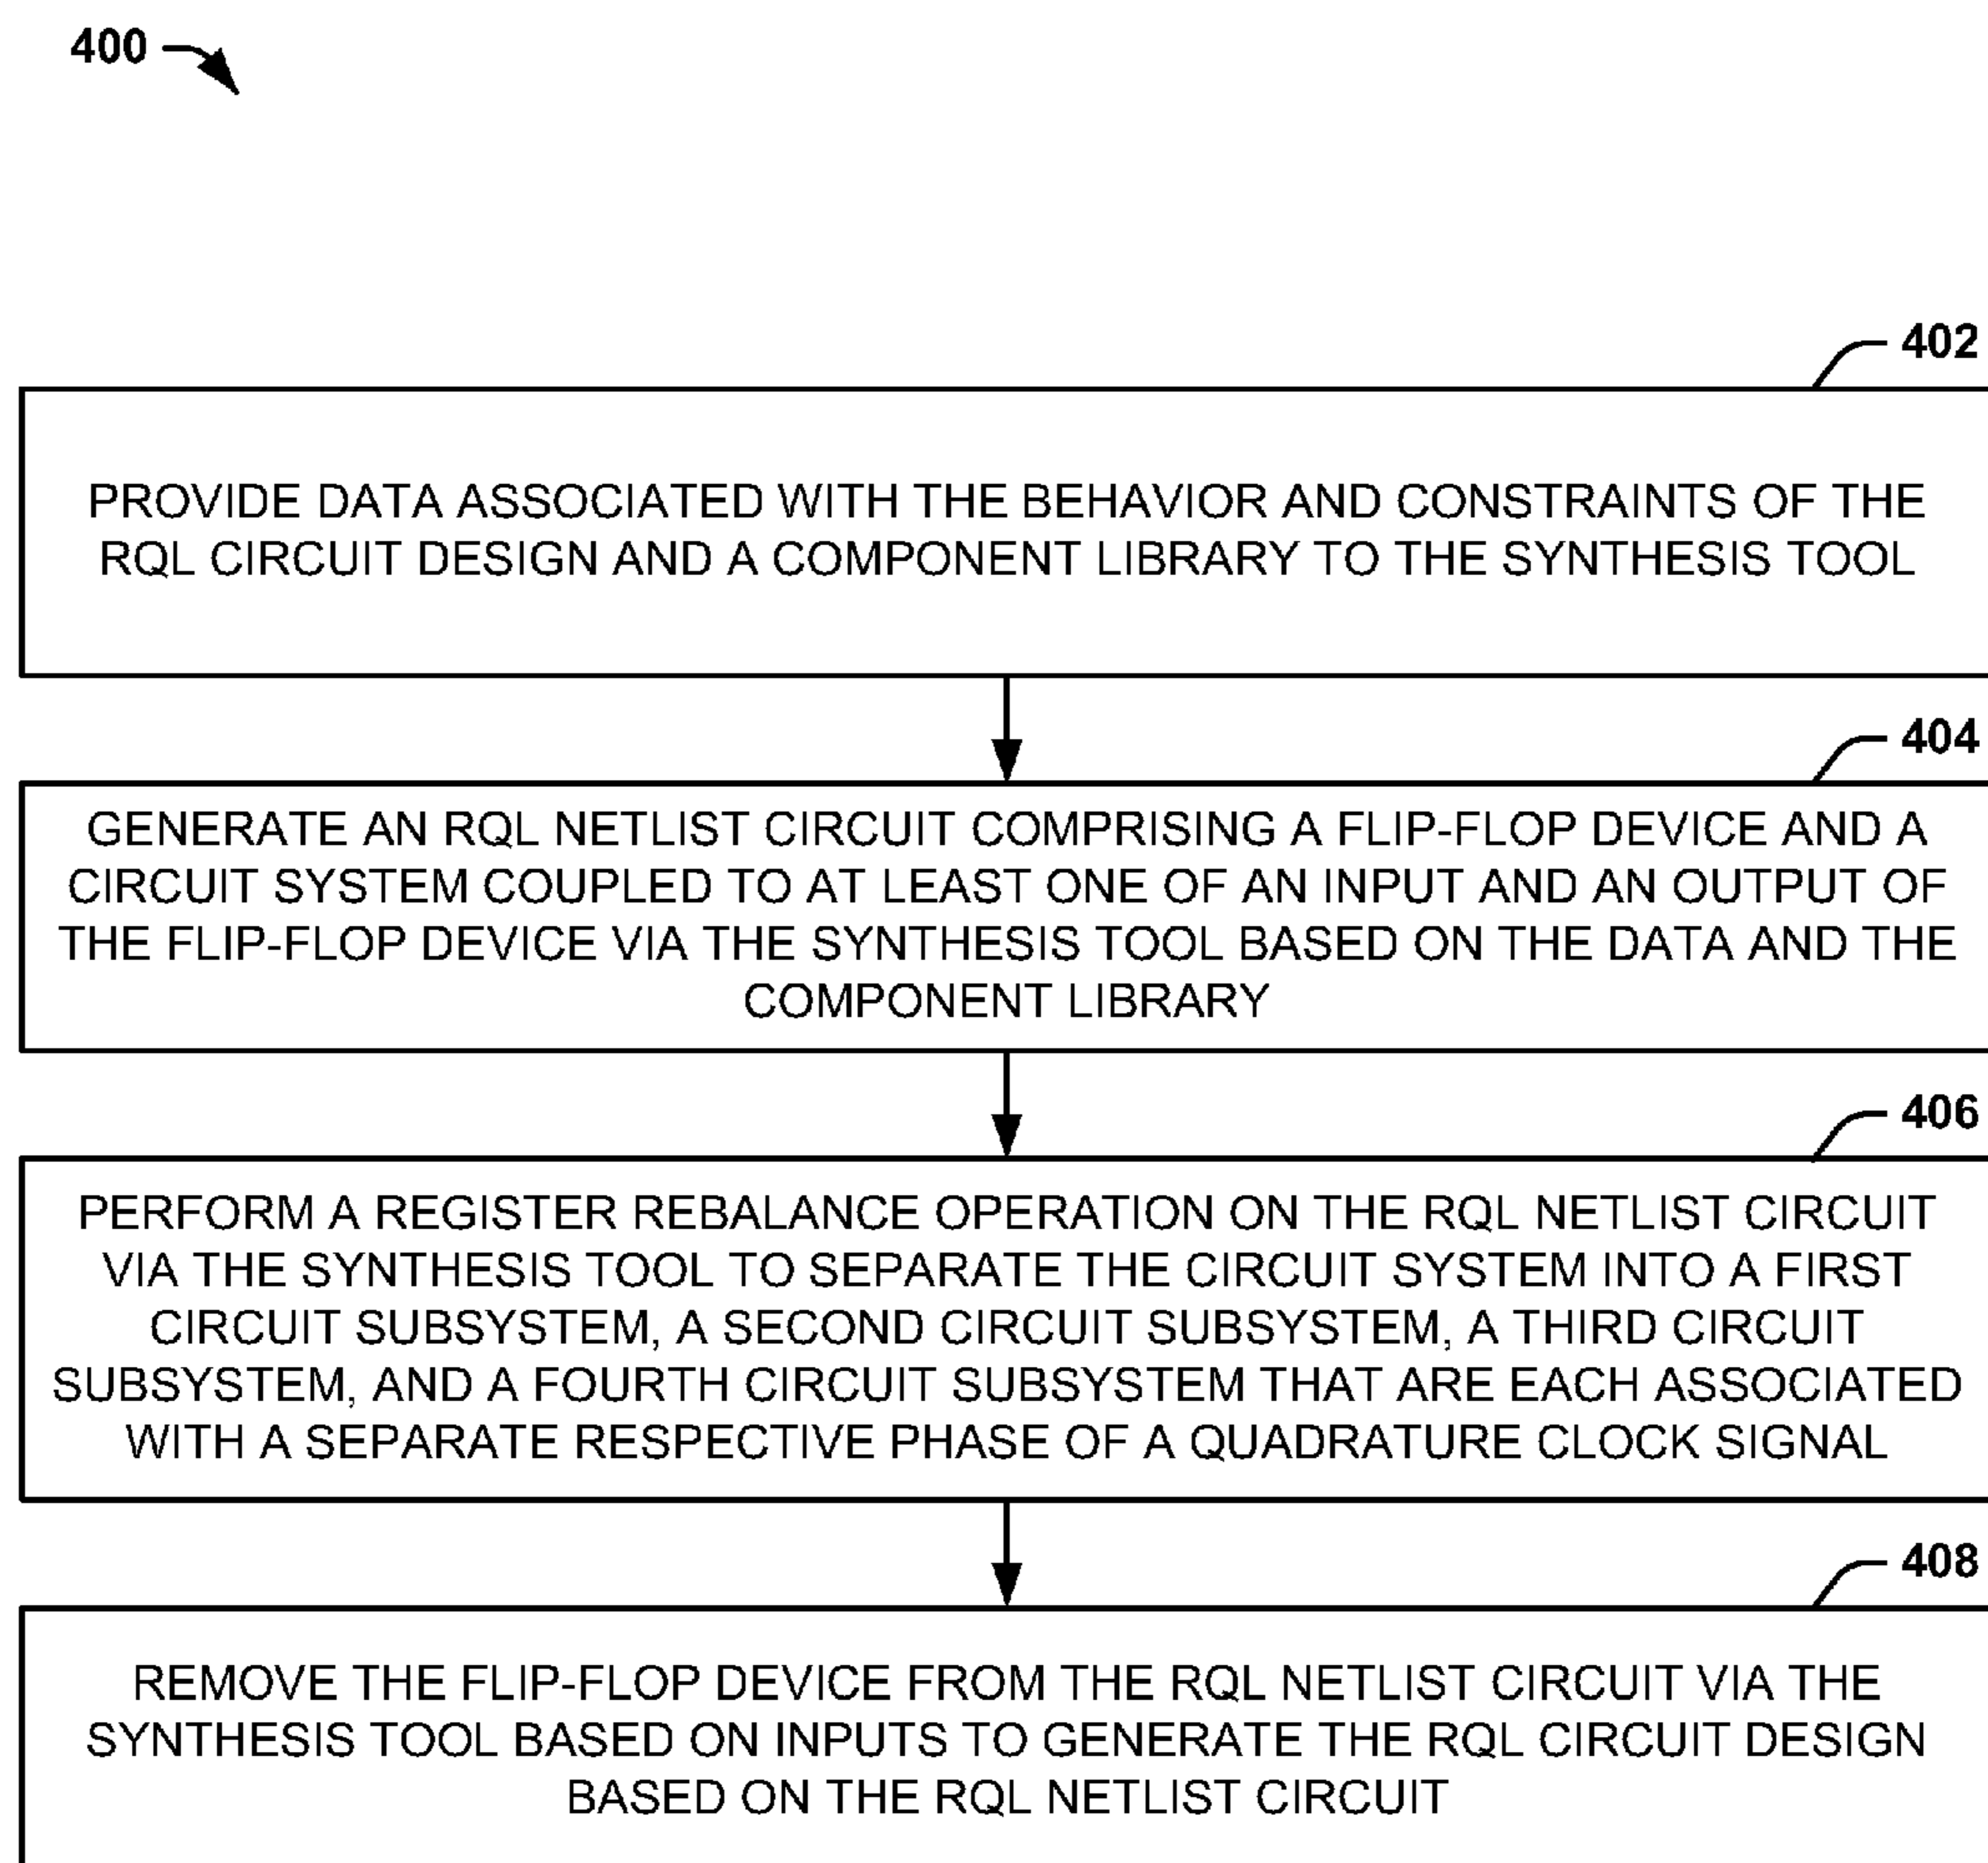 400
402
PROVIDE DATA ASSOCIATED WITH THE BEHAVIOR AND CONSTRAINTS OF THE
RQL CIRCUIT DESIGN AND A COMPONENT LIBRARY TO THE SYNTHESIS TOOL
404
GENERATE AN RQL NETLIST CIRCUIT COMPRISING A FLIP-FLOP DEVICE AND A
CIRCUIT SYSTEM COUPLED TO AT LEAST ONE OF AN INPUT AND AN OUTPUT OF
THE FLIP-FLOP DEVICE VIA THE SYNTHESIS TOOL BASED ON THE DATA AND THE
COMPONENT LIBRARY
406
PERFORM A REGISTER REBALANCE OPERATION ON THE RQL NETLIST CIRCUIT
VIA THE SYNTHESIS TOOL TO SEPARATE THE CIRCUIT SYSTEM INTO A FIRST
CIRCUIT SUBSYSTEM, A SECOND CIRCUIT SUBSYSTEM, A THIRD CIRCUIT
SUBSYSTEM, AND A FOURTH CIRCUIT SUBSYSTEM THAT ARE EACH ASSOCIATED
WITH A SEPARATE RESPECTIVE PHASE OF A QUADRATURE CLOCK SIGNAL
408
REMOVE THE FLIP-FLOP DEVICE FROM THE RQL NETLIST CIRCUIT VIA THE
SYNTHESIS TOOL BASED ON INPUTS TO GENERATE THE RQL CIRCUIT DESIGN
BASED ON THE RQL NETLIST CIRCUIT